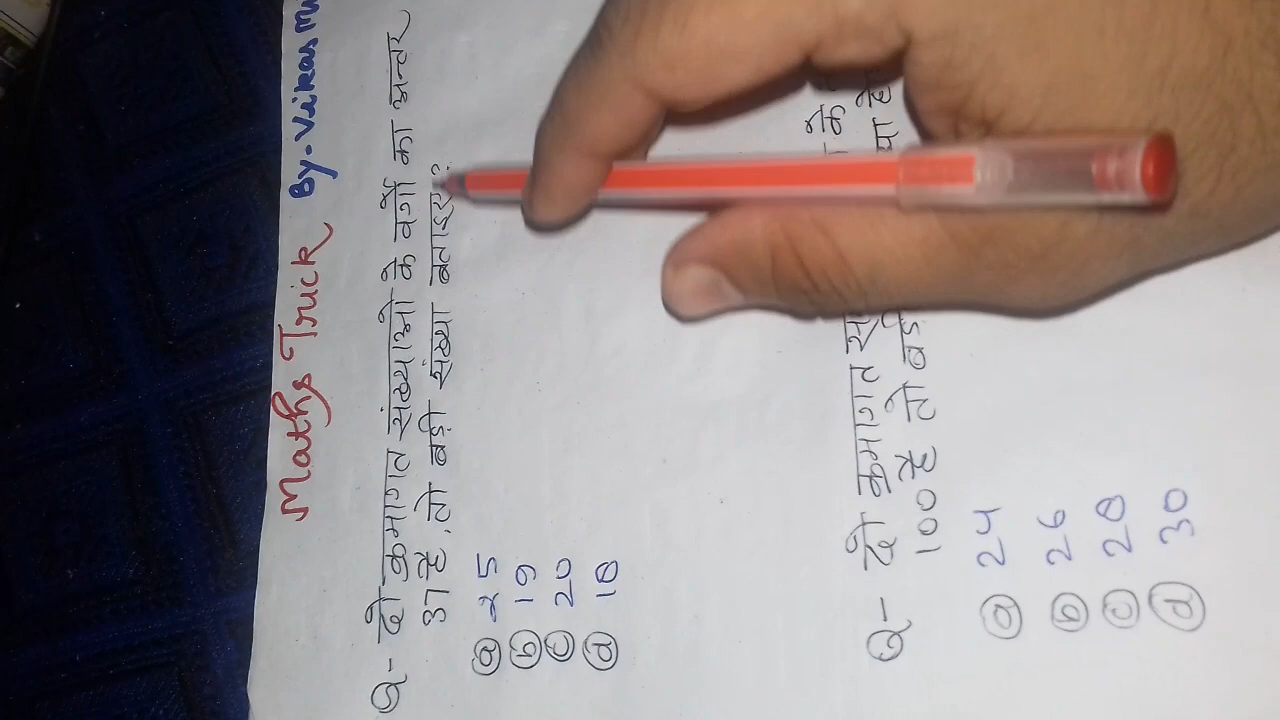 Maths Trick By-Vikas
Q- दो क्रमागत संख्याओ के वर्गों का अन्तर
37 है, तो बड़ी संख्या बताइए?
(a) 25
(b) 19
(c) 20
(d) 18
Q- दो क्रमागत के
100 है तो
(a) 24
(b) 26
(c) 28
(d) 30